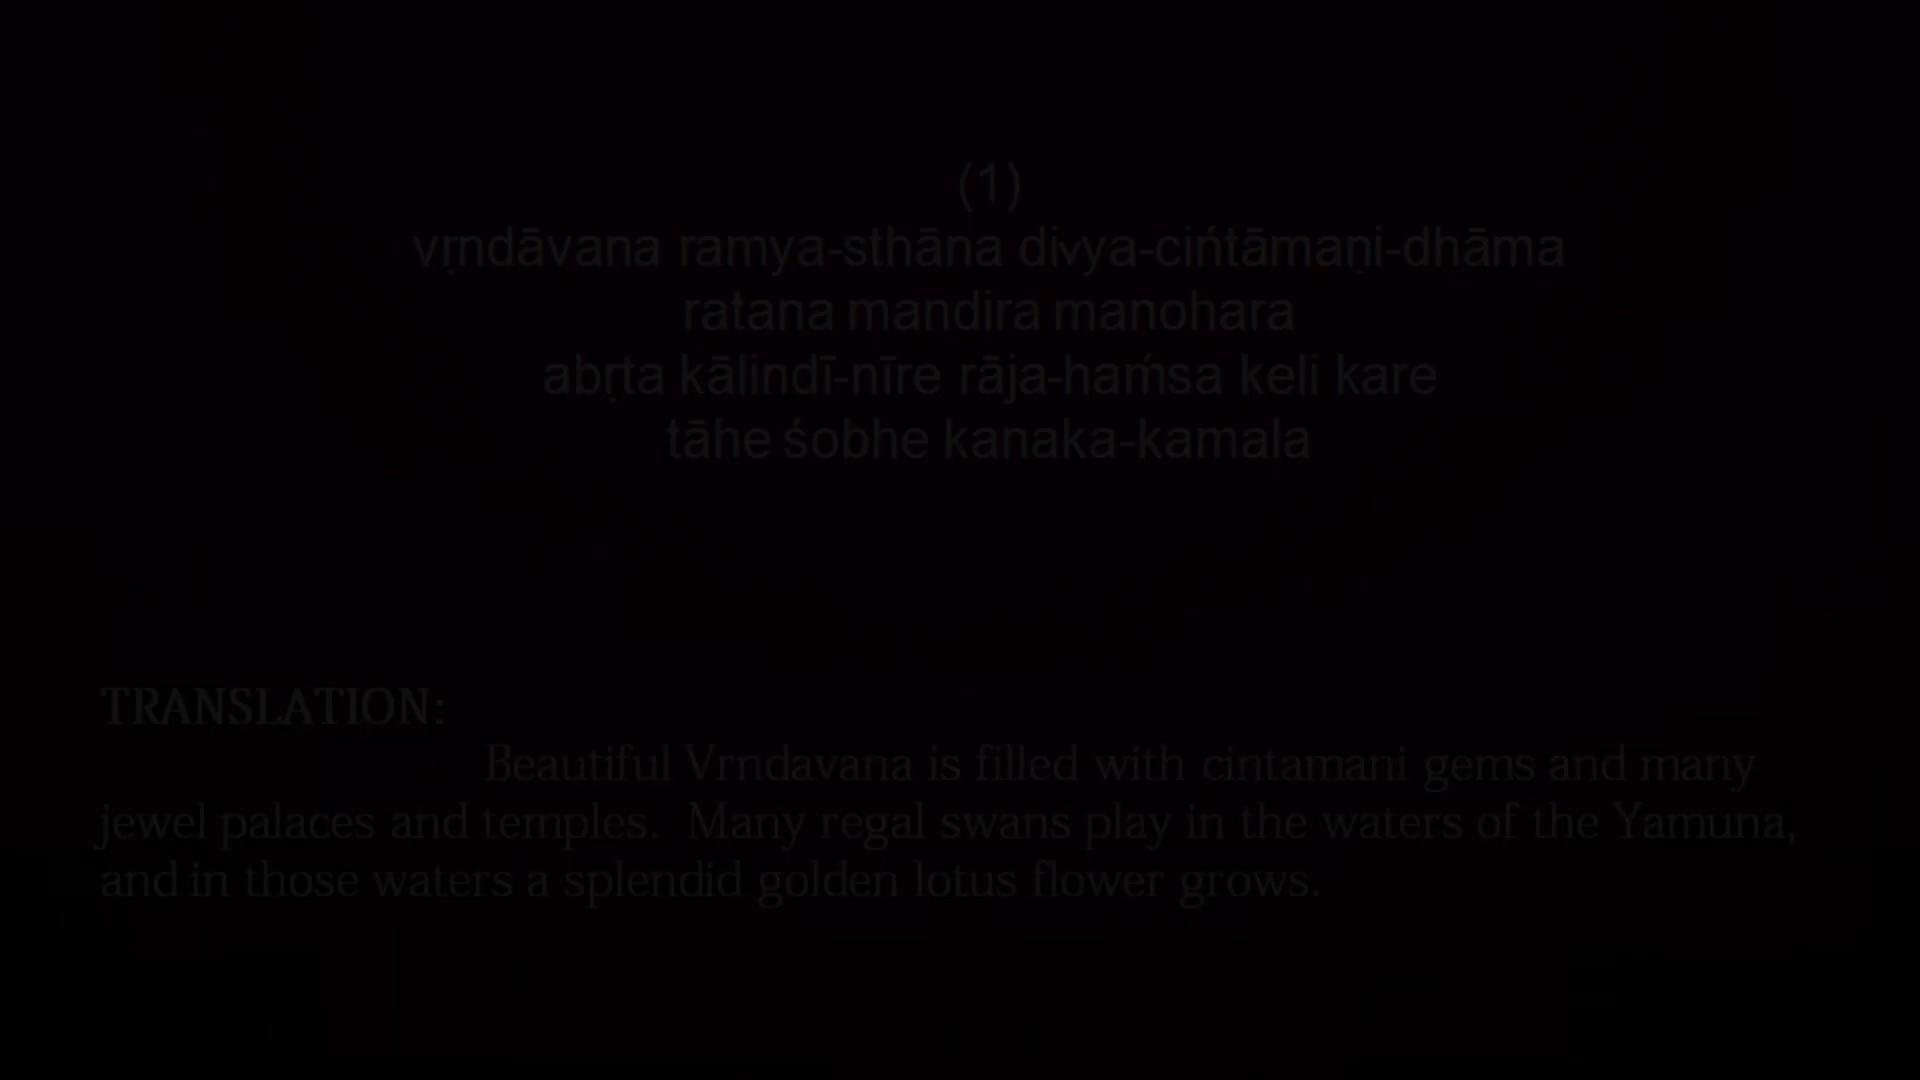 (1)
vṛndāvana ramya-sthāna divya-cińtāmaṇi-dhāma
ratana mandira manohara
abṛta kālindī-nīre rāja-haḿsa keli kare
tāhe śobhe kanaka-kamala
TRANSLATION:
Beautiful Vrndavana is filled with cintamani gems and many
jewel palaces and temples.  Many regal swans play in the waters of the Yamuna,
and in those waters a splendid golden lotus flower grows.